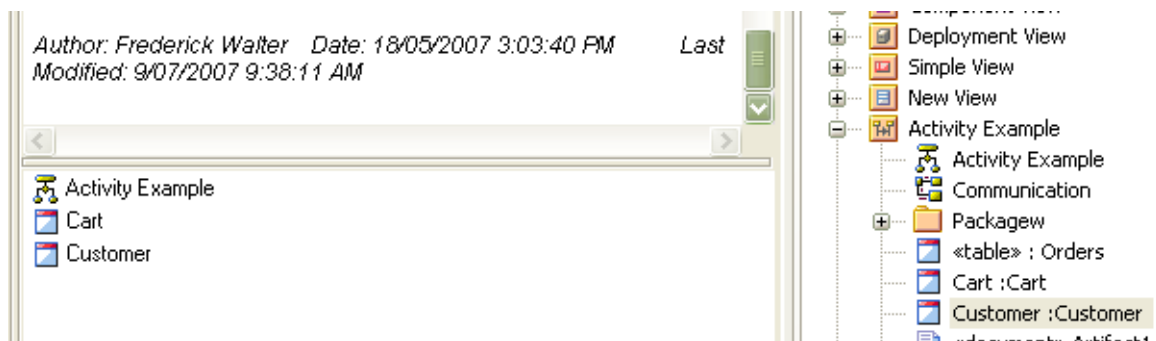 Author: Frederick Walter Date: 18/05/2007 3:03:40 PM Last
Modified: 9/07/2007 9:38:11 AM
Activity Example
Cart
Customer
Deployment View
Simple View
New View
Activity Example
Activity Example
Communication
Packagew
«table» : Orders
Cart :Cart
Customer :Customer